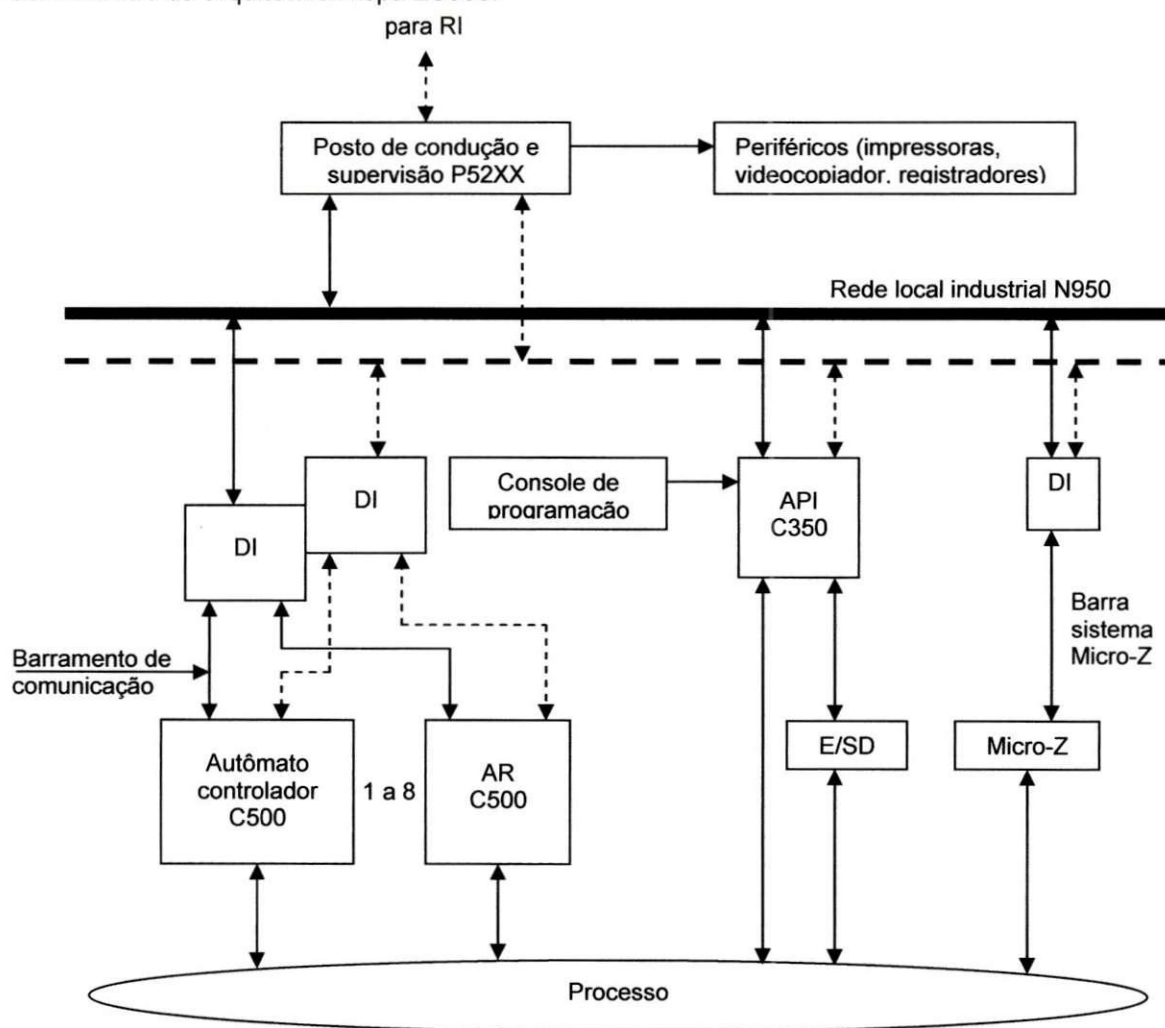 para RI
Posto de condução e
supervisão P52XX
Periféricos (impressoras,
videocopiador, registradores)
Rede local industrial N950
DI
DI
Console de
programação
API
C350
DI
Barramento de
comunicação
Barra
sistema
Micro-Z
Autômato
controlador
C500
1 a 8
AR
C500
E/SD
Micro-Z
Processo